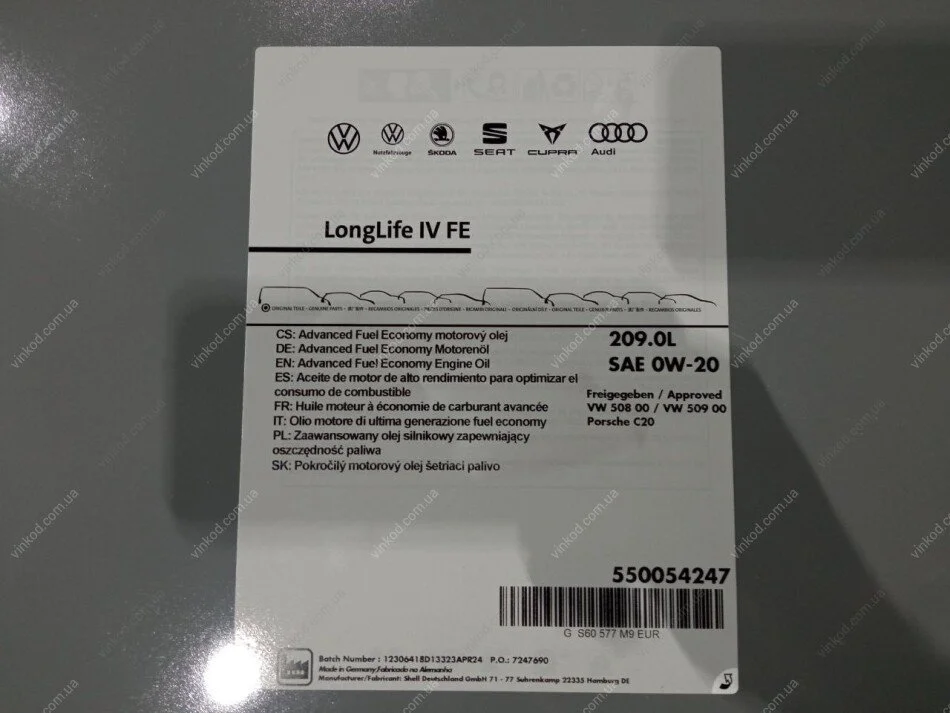 Nutzfahrzeuge
ŠKODA
SEAT
CUPRA
Audi
LongLife IV FE
CS: Advanced Fuel Economy motorový olej
DE: Advanced Fuel Economy Motorenöl
EN: Advanced Fuel Economy Engine Oil
ES: Aceite de motor de alto rendimiento para optimizar el
consumo de combustible
FR: Huile moteur à économie de carburant avancée
IT: Olio motore di ultima generazione fuel economy
PL: Zaawansowany olej silnikowy zapewniający
oszczędność paliwa
SK: Pokročilý motorový olej šetriaci palivo
209.0L
SAE 0W-20
Freigegeben / Approved
VW 508 00 / VW 509 00
Porsche C20
550054247
G S60 577 M9 EUR
Batch Number : 12306418D13323APR24 P.O.: 7247690
Made in Germany/Fabricado na Alemanha
Manufacturer/Fabricant: Shell Deutschland GmbH 71 - 77 Suhrenkamp 22335 Hamburg DE
vinkod.com.ua